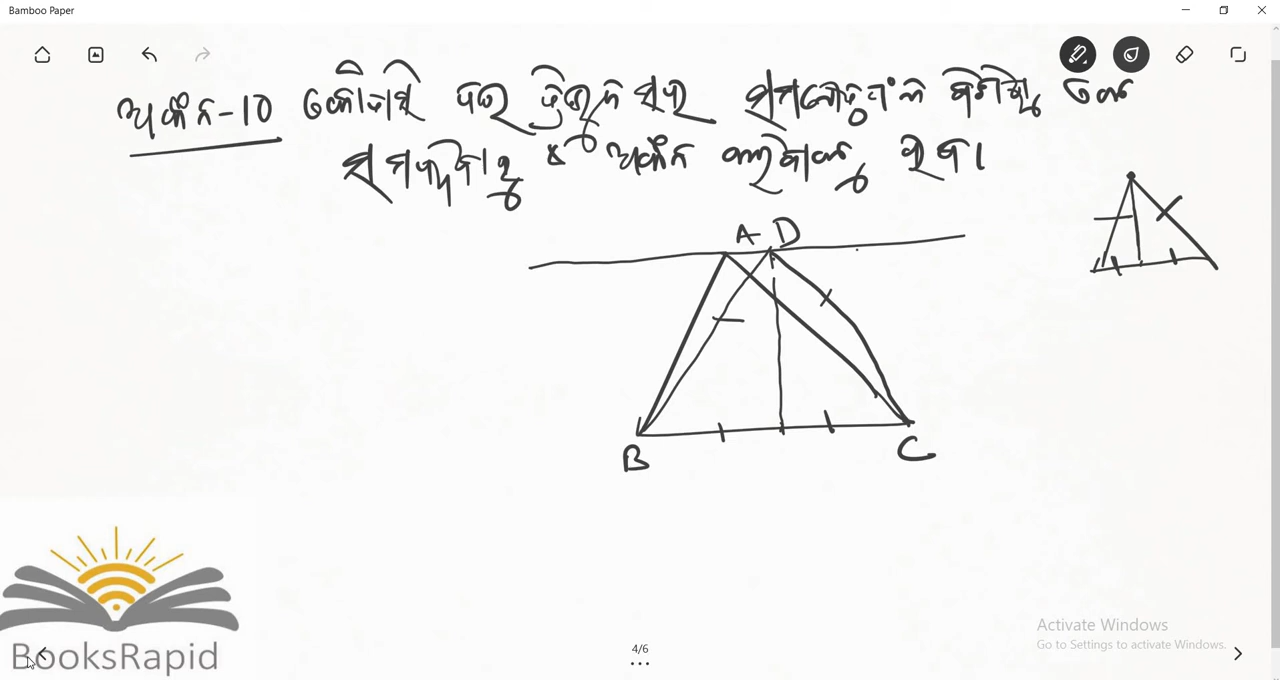 Bamboo Paper
ଅଙ୍କନ-10 କୌଣସି ଦତ୍ତ ତ୍ରିଭୁଜ ସହ ସମକ୍ଷେତ୍ରଫଳ ବିଶିଷ୍ଟ ଏକ
ସମଦ୍ୱିବାହୁ ଅଙ୍କନ କରିବାକୁ ହେବ।
A D
B C
BooksRapid
4/6
Activate Windows
Go to Settings to activate Windows.